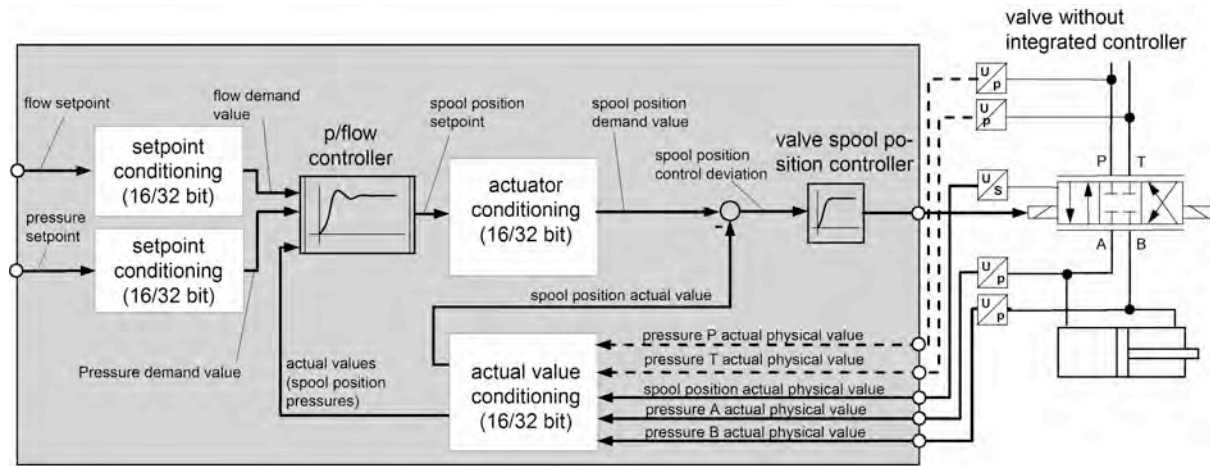 valve without
integrated controller
flow setpoint
flow demand
value
setpoint
conditioning
(16/32 bit)
pressure
setpoint
setpoint
conditioning
(16/32 bit)
Pressure demand value
p/flow
controller
spool position
setpoint
actuator
conditioning
(16/32 bit)
spool position
demand value
spool position
control deviation
-
valve spool po-
sition controller
spool position actual value
actual values
(spool position
pressures)
actual value
conditioning
(16/32 bit)
pressure P actual physical value
pressure T actual physical value
spool position actual physical value
pressure A actual physical value
pressure B actual physical value
U
p
U
p
P T
U
S
A B
U
p
U
p